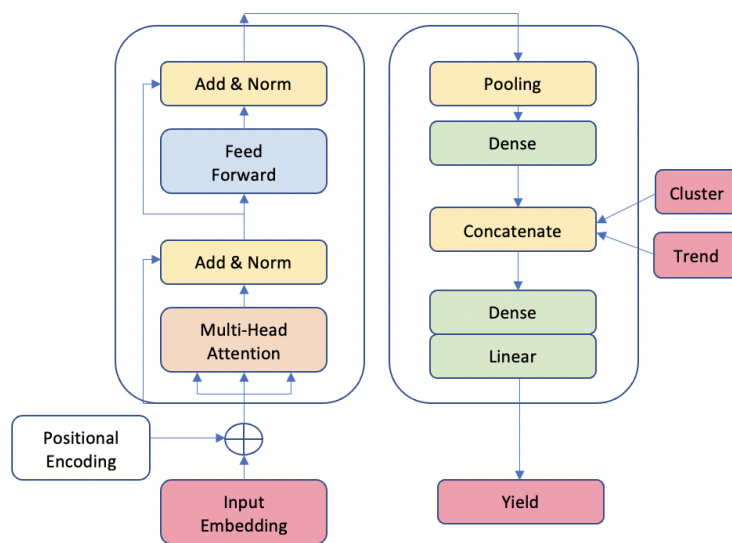 Add & Norm
Feed
Forward
Add & Norm
Multi-Head
Attention
Positional
Encoding
Input
Embedding
Pooling
Dense
Concatenate
Cluster
Trend
Dense
Linear
Yield